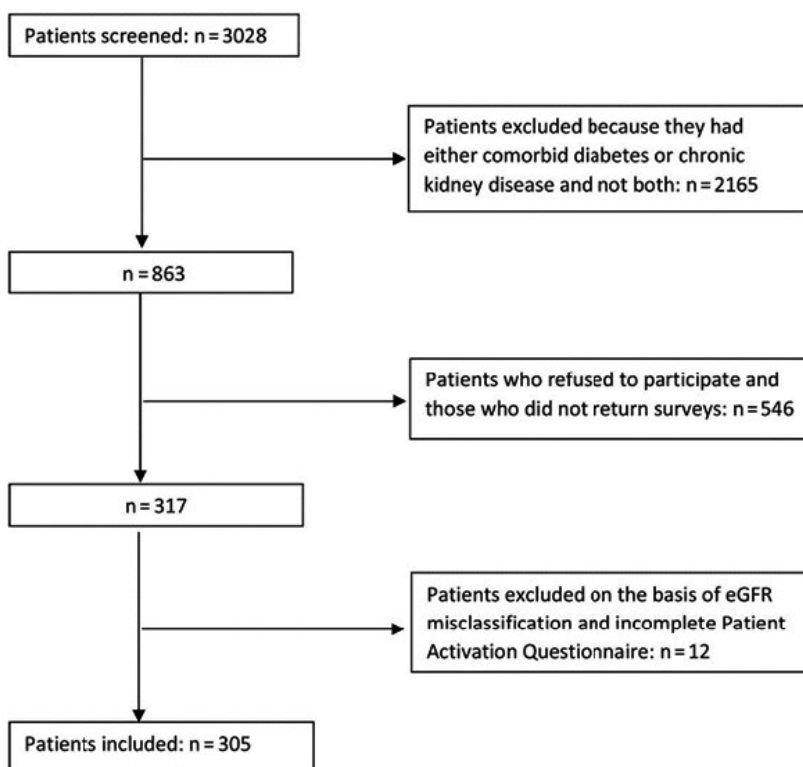 Patients screened: n = 3028
Patients excluded because they had
either comorbid diabetes or chronic
kidney disease and not both: n = 2165
n = 863
Patients who refused to participate and
those who did not return surveys: n = 546
n = 317
Patients excluded on the basis of eGFR
misclassification and incomplete Patient
Activation Questionnaire: n = 12
Patients included: n = 305